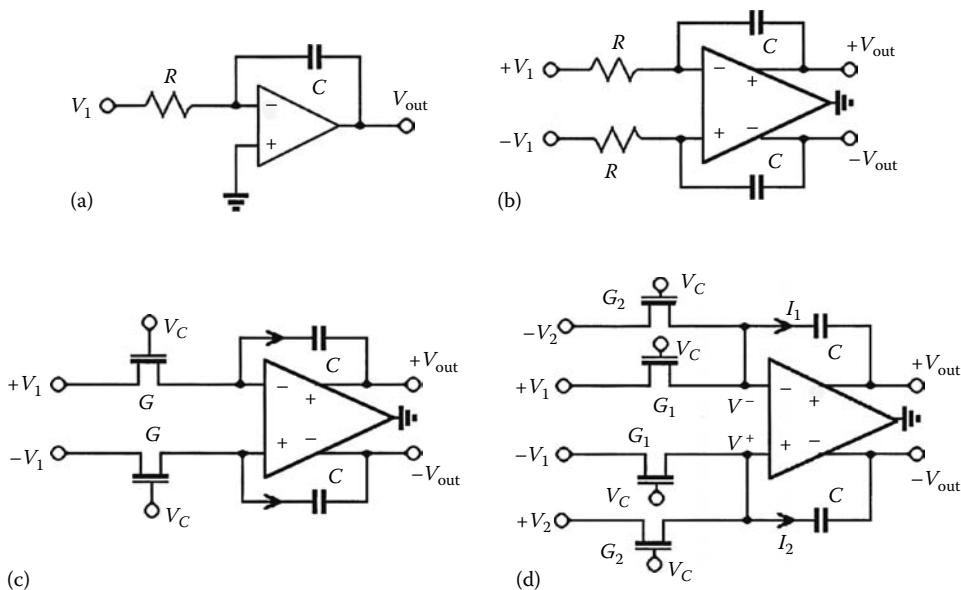 R
C
V1
−
Vout
+
(a)
R
C
+Vout
+V1
−
+
−V1
+
−
C
−Vout
R
(b)
VC
C
+Vout
+V1
−
G
+
G
−V1
+
−
C
−Vout
VC
(c)
G2
VC
I1
−V2
VC
C
+Vout
+V1
−
G1
V−
+
G1
V+
−V1
+
−
−Vout
VC
C
+V2
I2
G2
VC
(d)